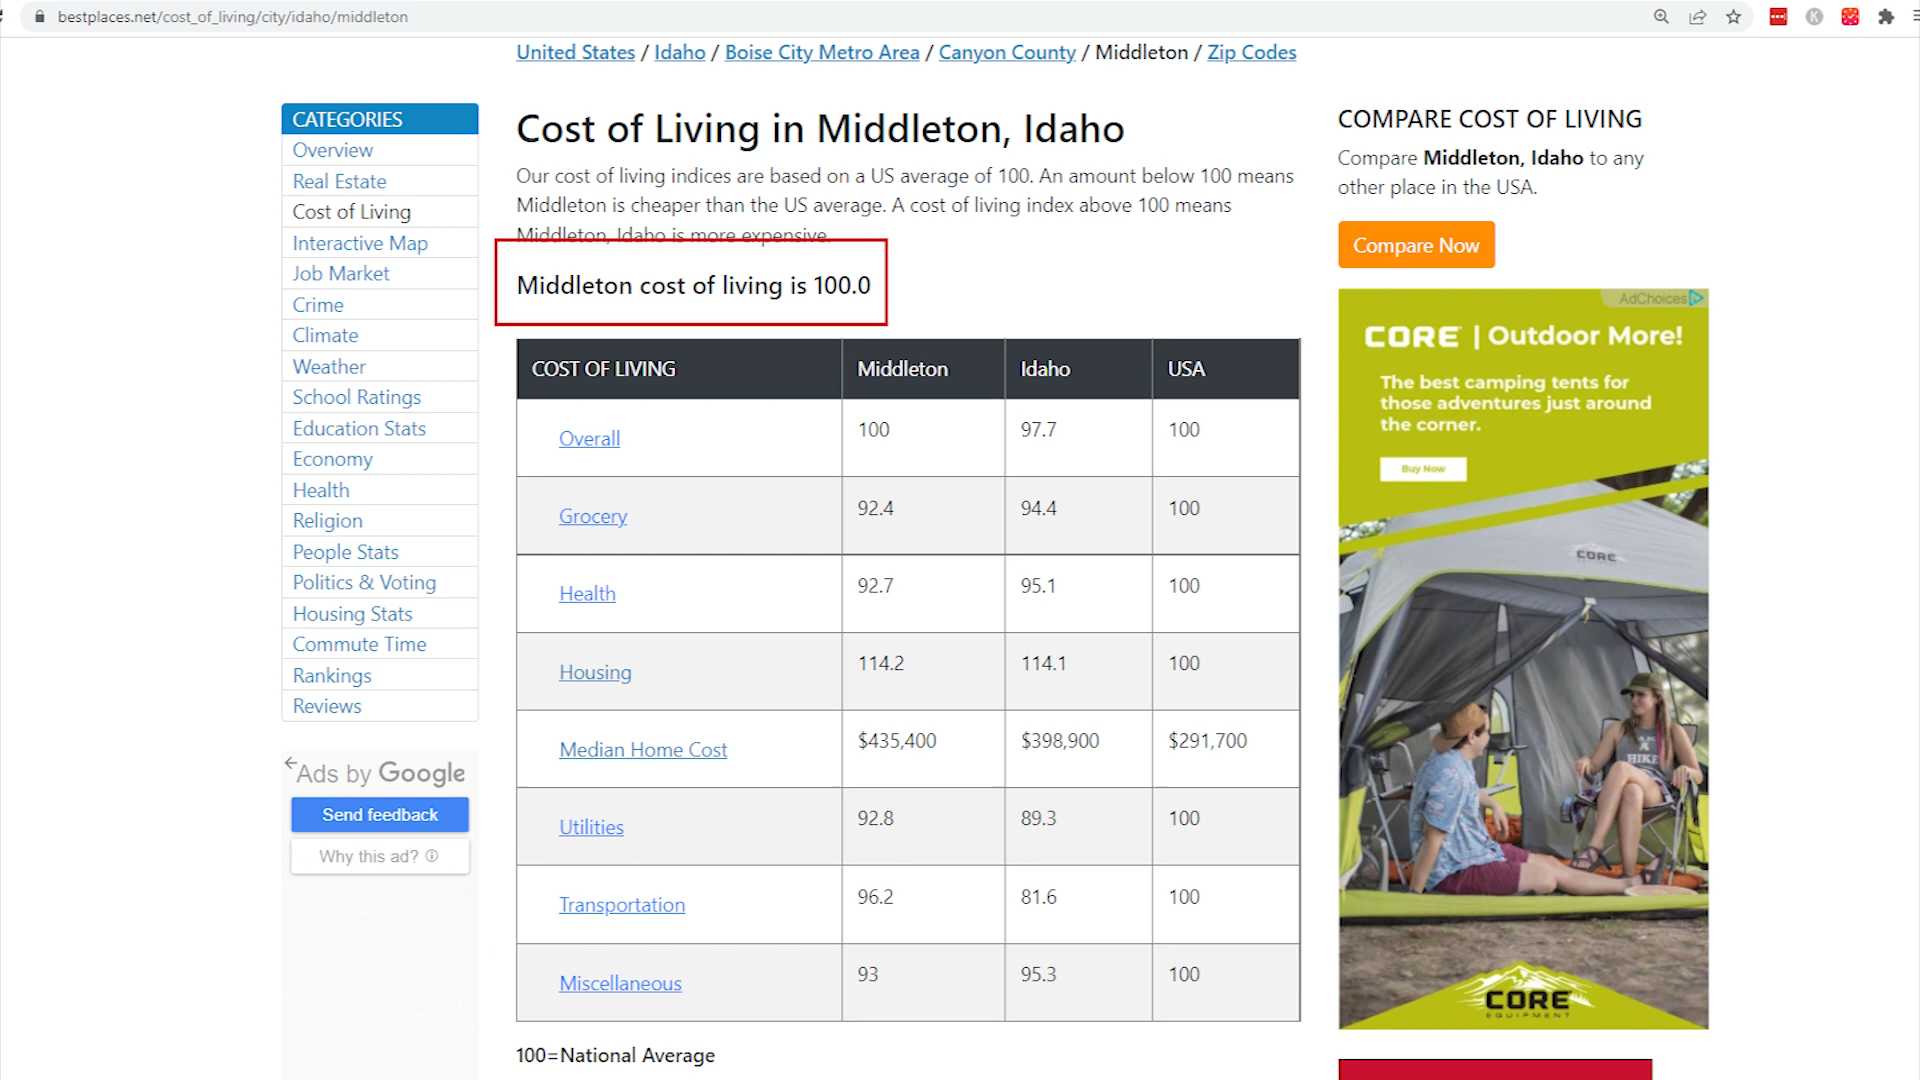 bestplaces.net/cost_of_living/city/idaho/middleton
United States / Idaho / Boise City Metro Area / Canyon County / Middleton / Zip Codes
CATEGORIES
Overview
Real Estate
Cost of Living
Interactive Map
Job Market
Crime
Climate
Weather
School Ratings
Education Stats
Economy
Health
Religion
People Stats
Politics & Voting
Housing Stats
Commute Time
Rankings
Reviews
Ads by Google
Send feedback
Why this ad?
Cost of Living in Middleton, Idaho
Our cost of living indices are based on a US average of 100. An amount below 100 means
Middleton is cheaper than the US average. A cost of living index above 100 means
Middleton, Idaho is more expensive.
Middleton cost of living is 100.0
COST OF LIVING Middleton Idaho USA
Overall 100 97.7 100
Grocery 92.4 94.4 100
Health 92.7 95.1 100
Housing 114.2 114.1 100
Median Home Cost $435,400 $398,900 $291,700
Utilities 92.8 89.3 100
Transportation 96.2 81.6 100
Miscellaneous 93 95.3 100
100=National Average
COMPARE COST OF LIVING
Compare Middleton, Idaho to any
other place in the USA.
Compare Now
AdChoices
CORE | Outdoor More!
The best camping tents for
those adventures just around
the corner.
Buy Now
CORE
HIKE
CORE
EQUIPMENT